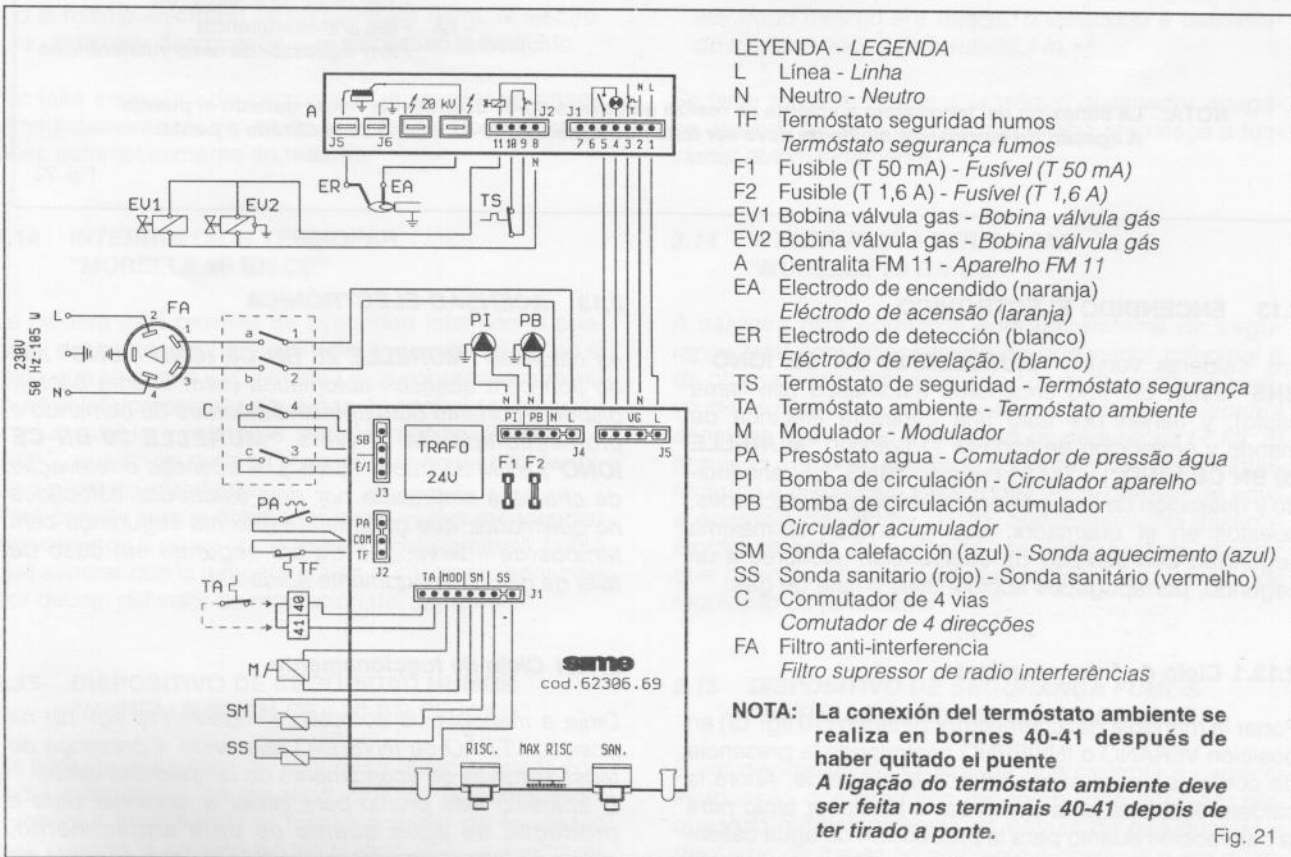 A
20 kV
1HZ1
J2
J1
N L
J5
J6
11 10 9 8
7 6 5 4 3 2 1
N
ER
EA
TS
EV1
EV2
230V
50 Hz-105 W
L
N
FA
2
1
3
a
1
b
2
C
d
c
3
PI
PB
N
N
N
PI PB N L
VG L
J4
J5
SB
E/I
J3
TRAFO
24V
F1 F2
PA
PA
COM
TF
J2
TF
TA
41 40
TA MOD SM SS
J1
-
M
SM
SS
sime
cod.62306.69
RISC. MAX RISC SAN.
LEYENDA - LEGENDA
L Línea - Linha
N Neutro - Neutro
TF Termóstato seguridad humos
Termóstato segurança fumos
F1 Fusible (T 50 mA) - Fusível (T 50 mA)
F2 Fusible (T 1,6 A) - Fusível (T 1,6 A)
EV1 Bobina válvula gas - Bobina válvula gás
EV2 Bobina válvula gas - Bobina válvula gás
A Centralita FM 11 - Aparelho FM 11
EA Electrodo de encendido (naranja)
Eléctrodo de acensão (laranja)
ER Electrodo de detección (blanco)
Eléctrodo de revelação (blanco)
TS Termóstato de seguridad - Termóstato segurança
TA Termóstato ambiente - Termóstato ambiente
M Modulador - Modulador
PA Presóstato agua - Comutador de pressão água
PI Bomba de circulación - Circulador aparelho
PB Bomba de circulación acumulador
Circulador acumulador
SM Sonda calefacción (azul) - Sonda aquecimento (azul)
SS Sonda sanitario (rojo) - Sonda sanitário (vermelho)
C Conmutador de 4 vias
Comutador de 4 direcções
FA Filtro anti-interferencia
Filtro supressor de radio interferências
NOTA: La conexión del termóstato ambiente se
realiza en bornes 40-41 después de
haber quitado el puente
A ligação do termóstato ambiente deve
ser feita nos terminais 40-41 depois de
ter tirado a ponte.
Fig. 21